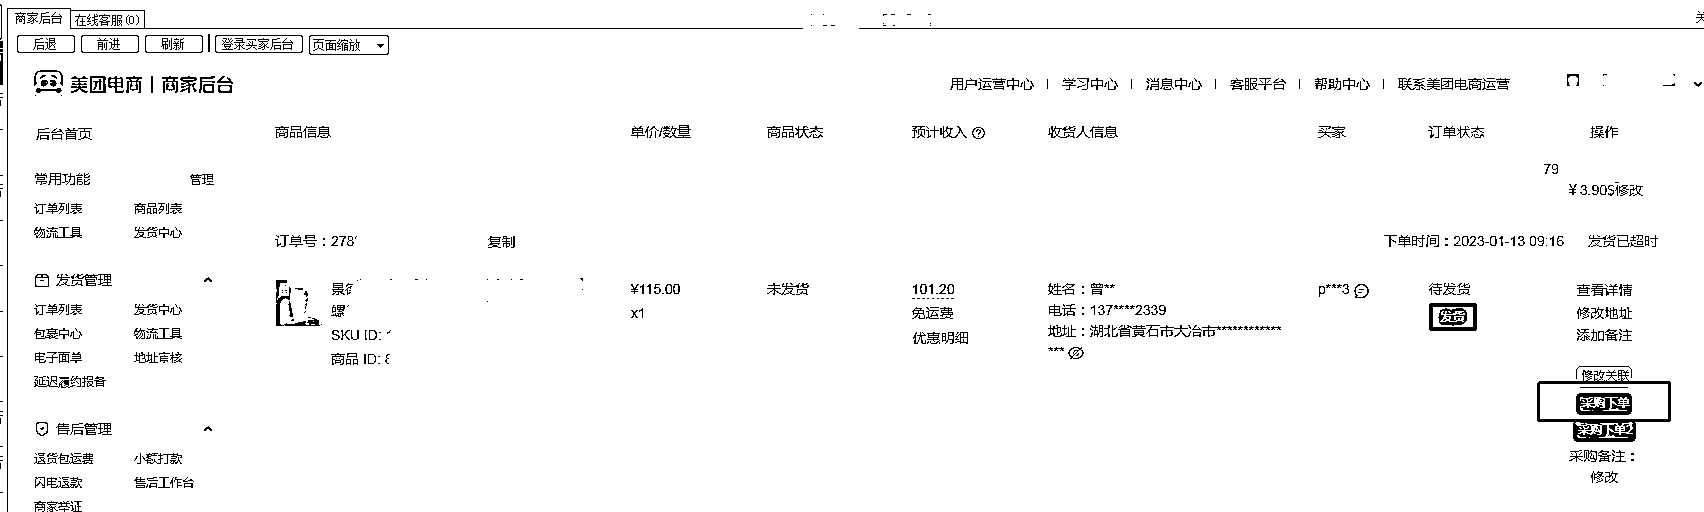 商家后台 在线客服(0)
后退 前进 刷新 登录买家后台 页面缩放
美团电商 | 商家后台
用户运营中心 | 学习中心 | 消息中心 | 客服平台 | 帮助中心 | 联系美团电商运营
后台首页 商品信息 单价/数量 商品状态 预计收入 收货人信息 买家 订单状态 操作
79
常用功能 管理
¥3.90$修改
订单列表 商品列表
物流工具 发货中心
订单号：278 复制 下单时间：2023-01-13 09:16 发货已超时
发货管理
¥115.00 未发货 101.20 姓名：曾** p***3 待发货 查看详情
订单列表 发货中心
x1 免运费 电话：137****2339 发货 修改地址
包裹中心 物流工具
SKU ID: 优惠明细 地址：湖北省黄石市大冶市************ 添加备注
***
电子面单 地址审核
商品 ID:
延迟履约报备
修改关联
采购下单
售后管理
采购下单2
退货包运费 小额打款
采购备注：
闪电退款 售后工作台
修改
商家举证